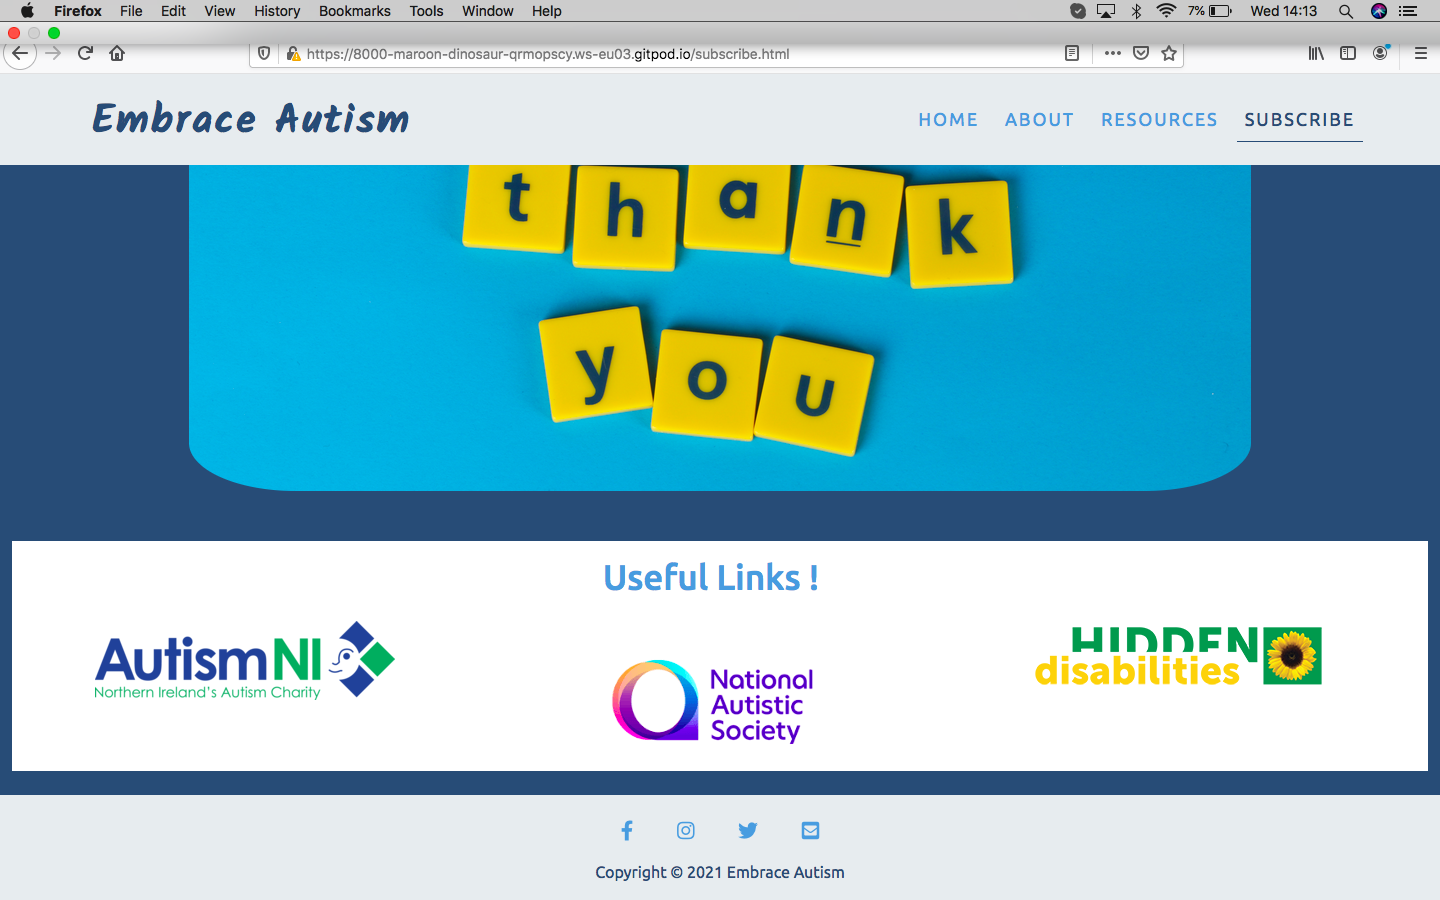 Firefox File Edit View History Bookmarks Tools Window Help 7% Wed 14:13
https://8000-maroon-dinosaur-qrmopscy.ws-eu03.gitpod.io/subscribe.html
Embrace Autism HOME ABOUT RESOURCES SUBSCRIBE
thank
you
Useful Links !
Autism NI
Northern Ireland's Autism Charity
National
Autistic
Society
HIDDEN
disabilities
Copyright © 2021 Embrace Autism